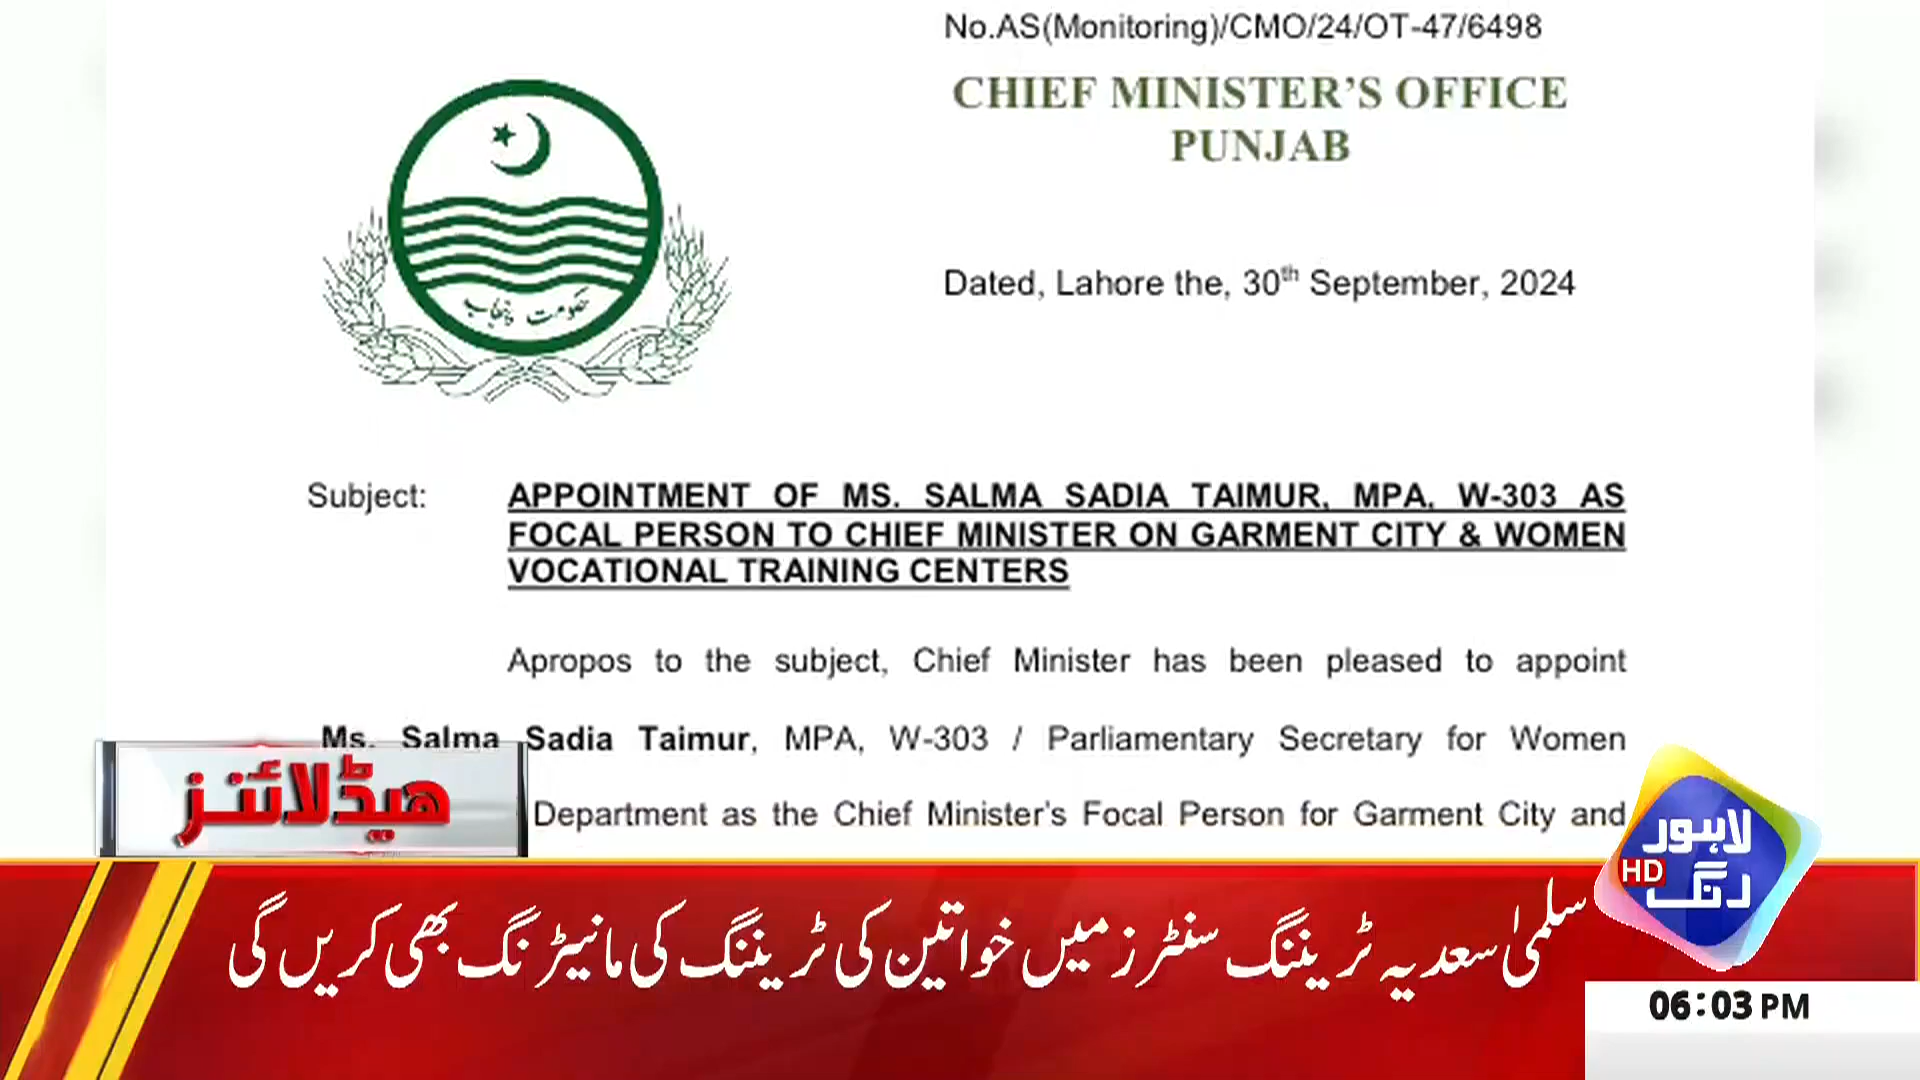 No.AS(Monitoring)/CMO/24/OT-47/6498
CHIEF MINISTER'S OFFICE
PUNJAB
حکومت پنجاب
Dated, Lahore the, 30th September, 2024
Subject:
APPOINTMENT OF MS. SALMA SADIA TAIMUR, MPA, W-303 AS
FOCAL PERSON TO CHIEF MINISTER ON GARMENT CITY & WOMEN
VOCATIONAL TRAINING CENTERS
Apropos to the subject, Chief Minister has been pleased to appoint
Ms. Salma Sadia Taimur, MPA, W-303 / Parliamentary Secretary for Women
Department as the Chief Minister's Focal Person for Garment City and
ھیڈلائنز
لاہور
رنگ
HD
سلمیٰ سعدیہ ٹریننگ سنٹرز میں خواتین کی ٹریننگ کی مانیٹرنگ بھی کریں گی
06:03 PM